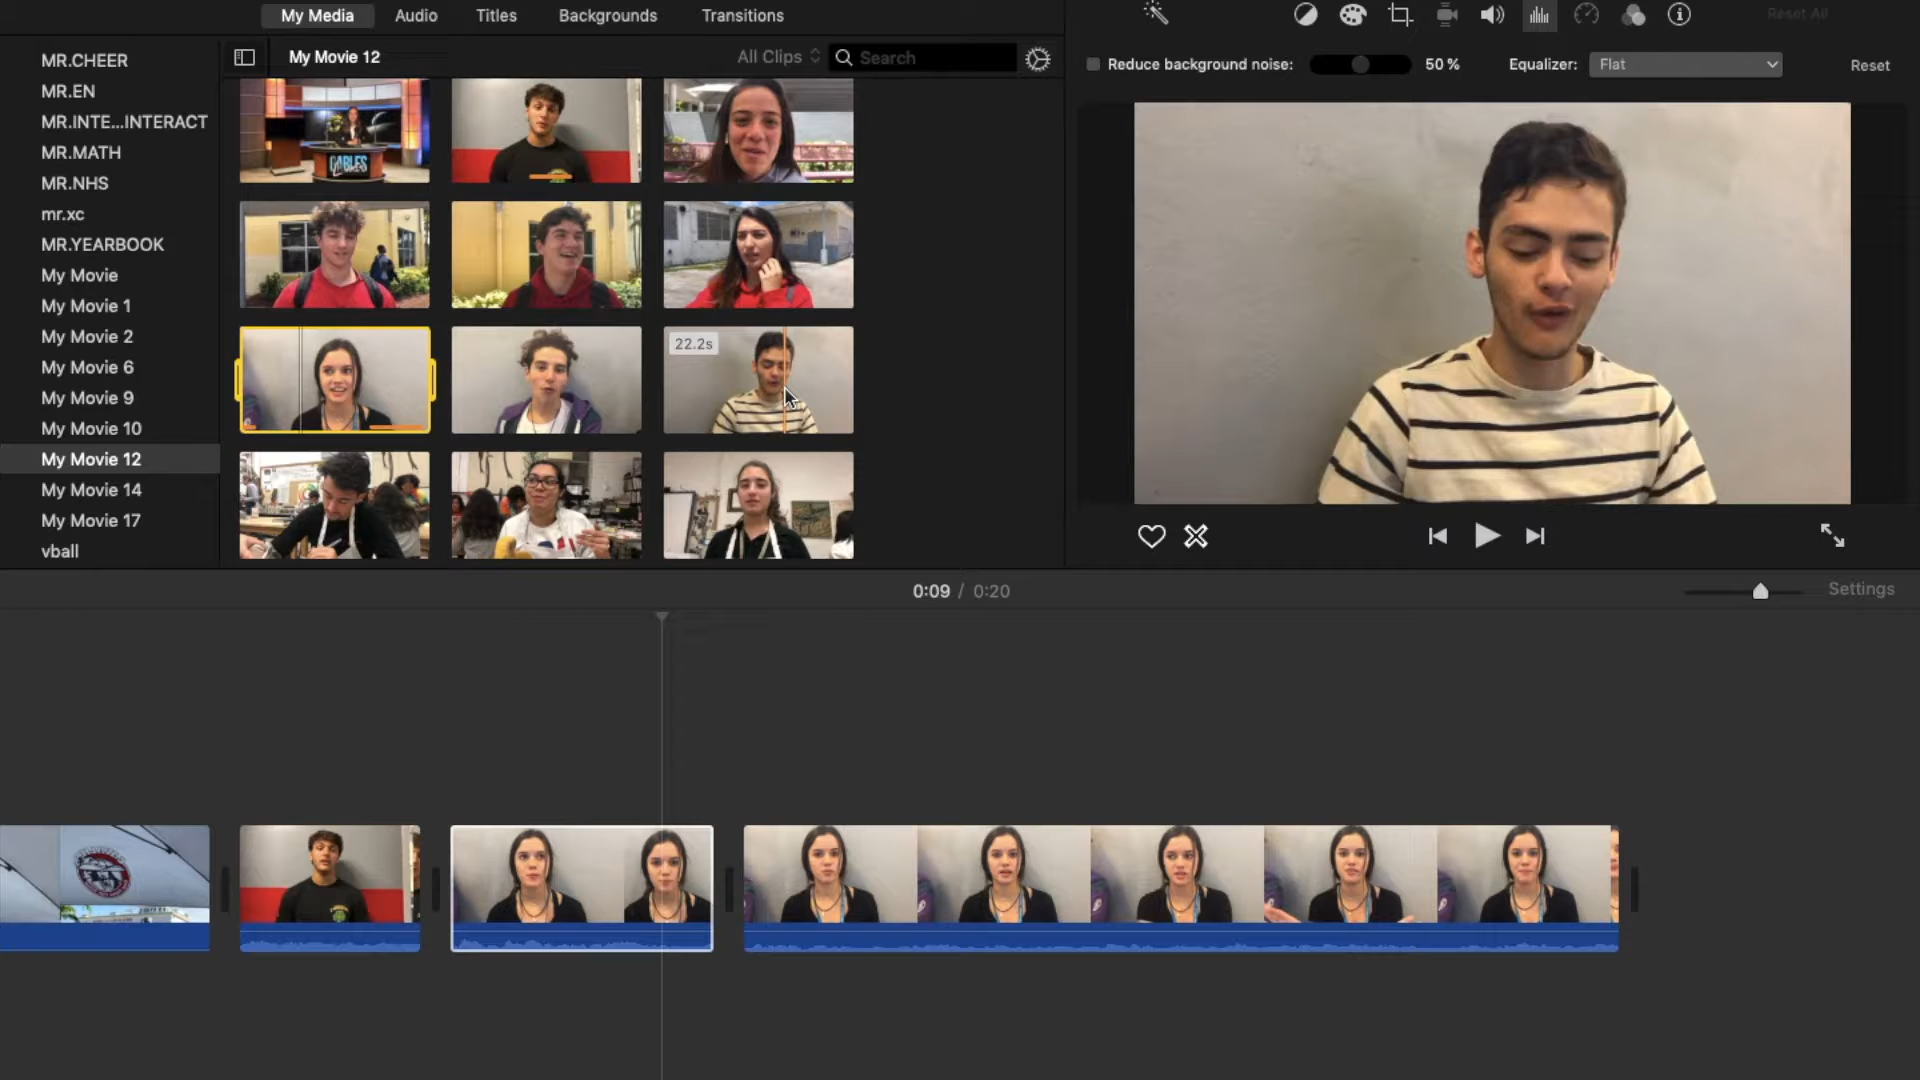 My Media
Audio
Titles
Backgrounds
Transitions
Reset All
MR.CHEER
MR.EN
MR.INTE...INTERACT
MR.MATH
MR.NHS
mr.xc
MR.YEARBOOK
My Movie
My Movie 1
My Movie 2
My Movie 6
My Movie 9
My Movie 10
My Movie 12
My Movie 14
My Movie 17
vball
My Movie 12
All Clips
Search
Reduce background noise:
50 %
Equalizer:
Flat
Reset
GABLES
22.2s
0:09 / 0:20
Settings